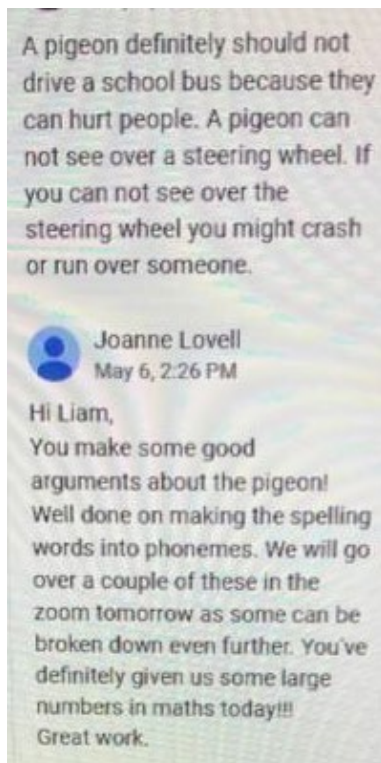 A pigeon definitely should not
drive a school bus because they
can hurt people. A pigeon can
not see over a steering wheel. If
you can not see over the
steering wheel you might crash
or run over someone.
Joanne Lovell
May 6, 2:26 PM
Hi Liam,
You make some good
arguments about the pigeon!
Well done on making the spelling
words into phonemes. We will go
over a couple of these in the
zoom tomorrow as some can be
broken down even further. You've
definitely given us some large
numbers in maths today!!!
Great work.